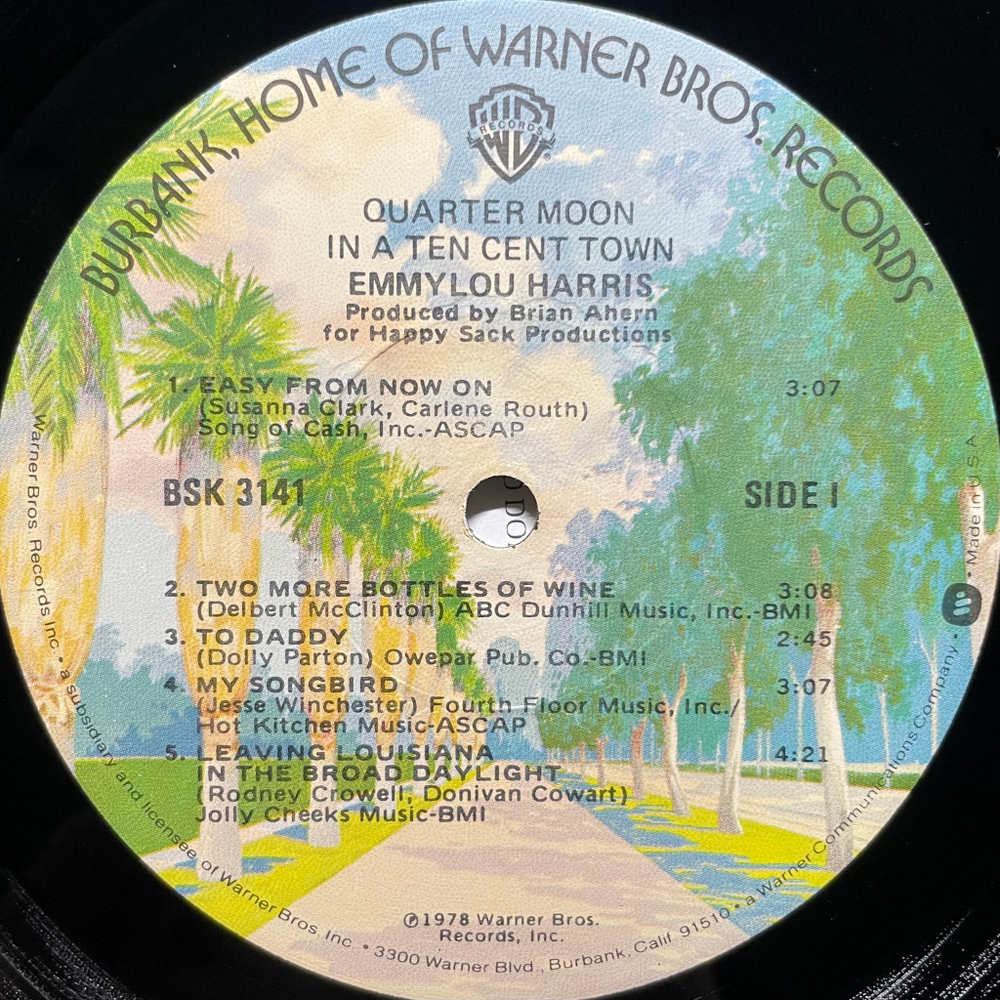 BURBANK, HOME OF WARNER BROS. RECORDS
RECORDS
QUARTER MOON
IN A TEN CENT TOWN
EMMYLOU HARRIS
Produced by Brian Ahern
for Happy Sack Productions
1. EASY FROM NOW ON 3:07
(Susanna Clark, Carlene Routh)
Song of Cash, Inc.-ASCAP
BSK 3141 SIDE I
2. TWO MORE BOTTLES OF WINE 3:08
(Delbert McClinton) ABC Dunhill Music, Inc.-BMI
3. TO DADDY 2:45
(Dolly Parton) Owepar Pub. Co.-BMI
4. MY SONGBIRD 3:07
(Jesse Winchester) Fourth Floor Music, Inc./
Hot Kitchen Music-ASCAP
5. LEAVING LOUISIANA 4:21
IN THE BROAD DAYLIGHT
(Rodney Crowell, Donivan Cowart)
Jolly Cheeks Music-BMI
℗1978 Warner Bros.
Records, Inc.
Warner Bros. Records Inc. • a subsidiary and licensee of Warner Bros. Inc. • 3300 Warner Blvd., Burbank, Calif. 91510 • a Warner Communications Company • Made in U.S.A.